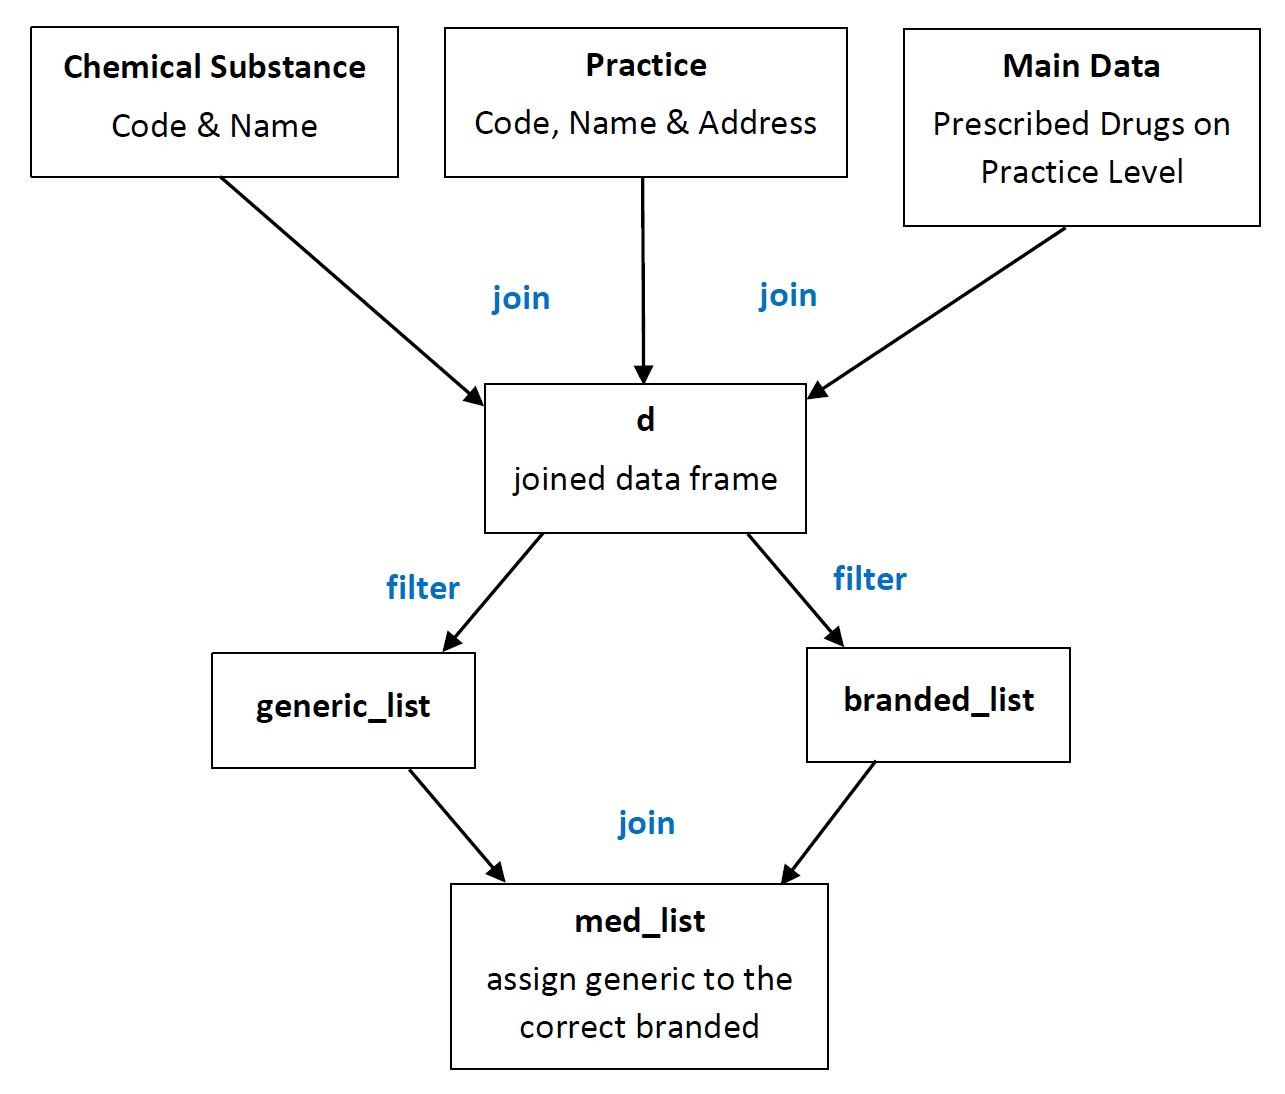 Chemical Substance
Code & Name
Practice
Code, Name & Address
Main Data
Prescribed Drugs on
Practice Level
join
join
d
joined data frame
filter
filter
generic_list
branded_list
join
med_list
assign generic to the
correct branded